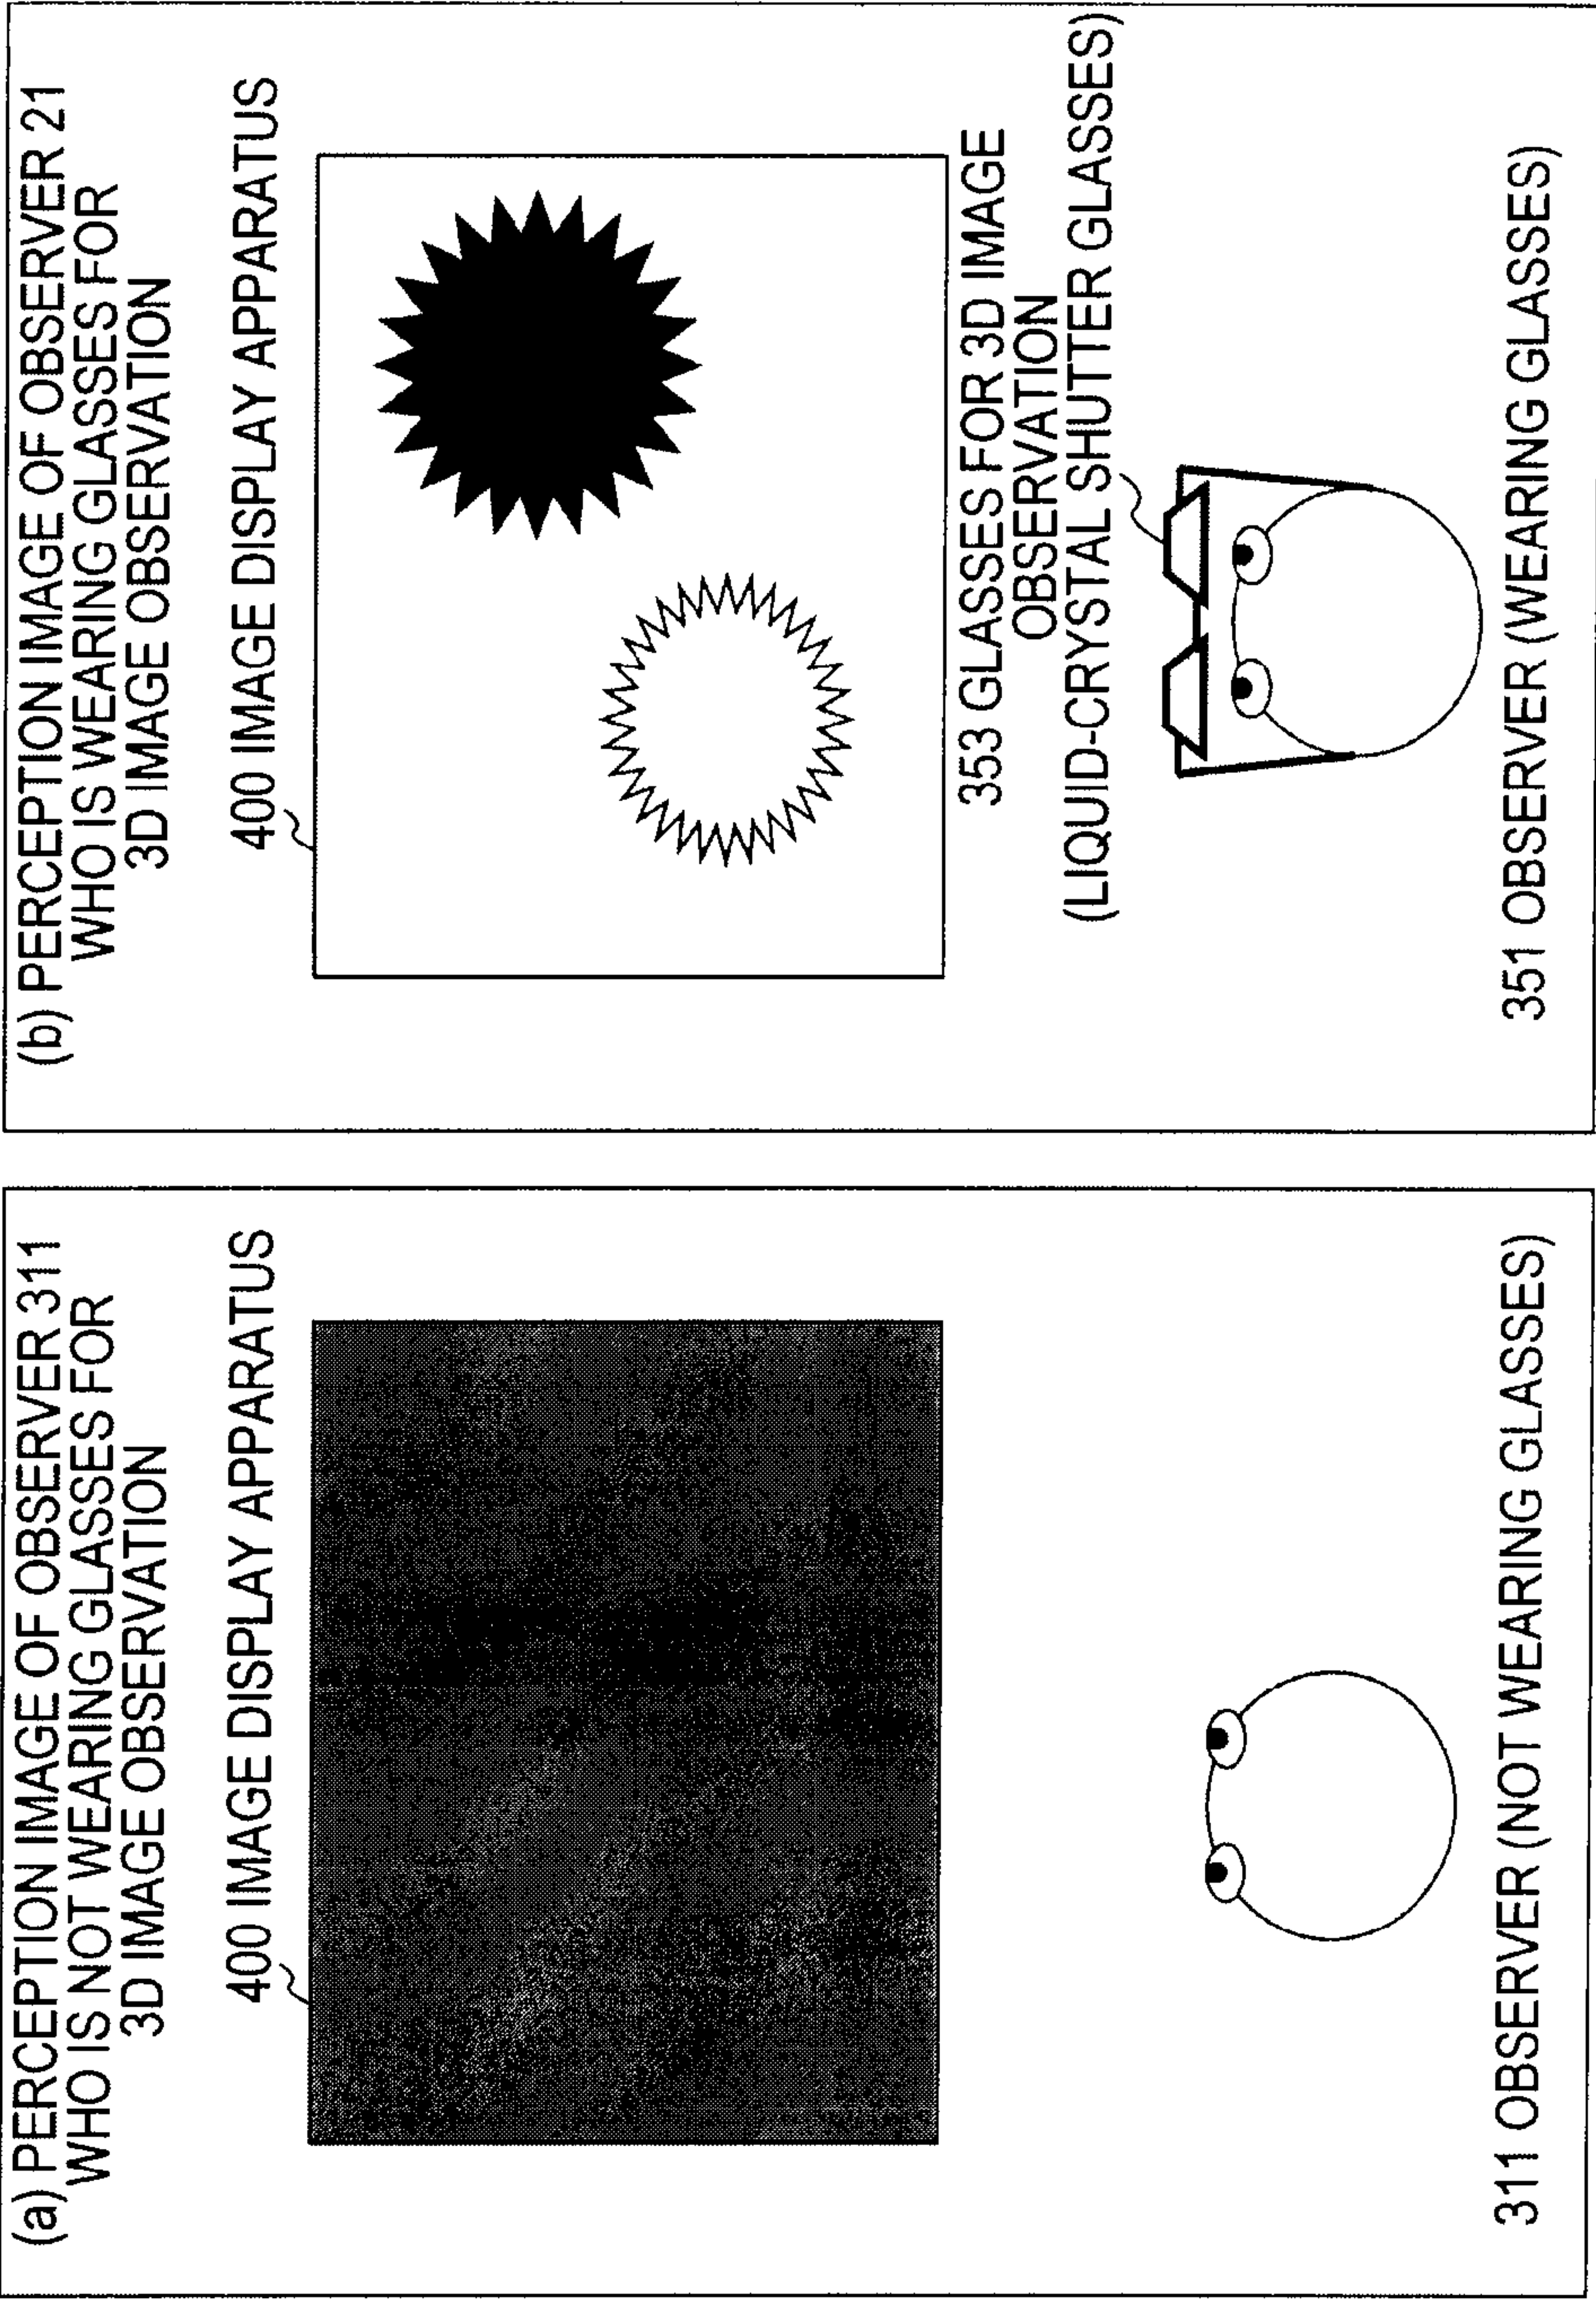 (a) PERCEPTION IMAGE OF OBSERVER 311
WHO IS NOT WEARING GLASSES FOR
3D IMAGE OBSERVATION
400 IMAGE DISPLAY APPARATUS
311 OBSERVER (NOT WEARING GLASSES)
(b) PERCEPTION IMAGE OF OBSERVER 21
WHO IS WEARING GLASSES FOR
3D IMAGE OBSERVATION
400 IMAGE DISPLAY APPARATUS
353 GLASSES FOR 3D IMAGE
OBSERVATION
(LIQUID-CRYSTAL SHUTTER GLASSES)
351 OBSERVER (WEARING GLASSES)